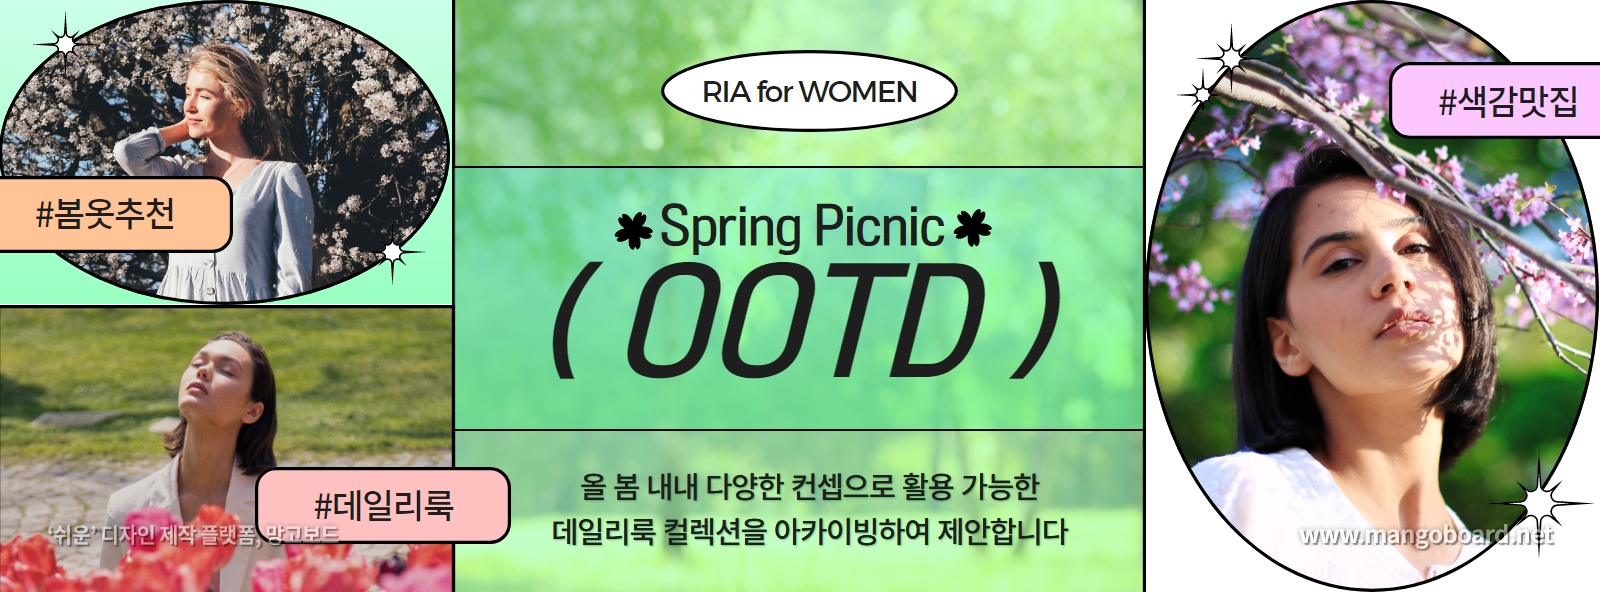 #봄옷추천
#데일리룩
‘쉬운’ 디자인 제작 플랫폼, 망고보드
RIA for WOMEN
Spring Picnic
( OOTD )
올 봄 내내 다양한 컨셉으로 활용 가능한
데일리룩 컬렉션을 아카이빙하여 제안합니다
#색감맛집
www.mangoboard.net